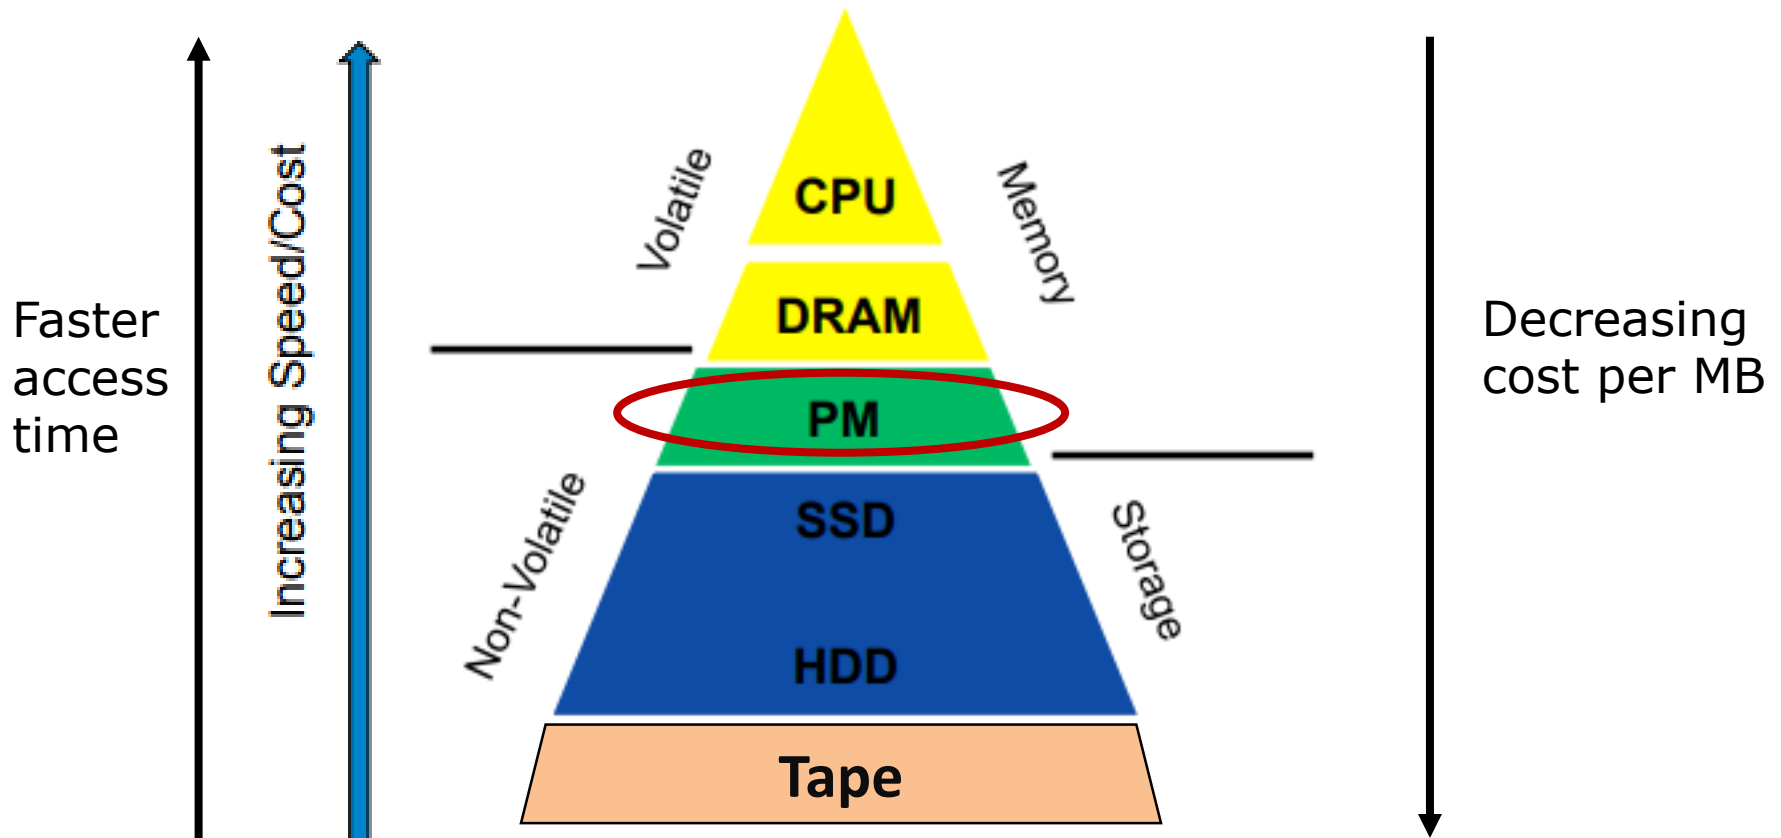 Faster
access
time
Increasing Speed/Cost
Volatile
Non-Volatile
CPU
DRAM
PM
SSD
HDD
Tape
Memory
Storage
Decreasing
cost per MB